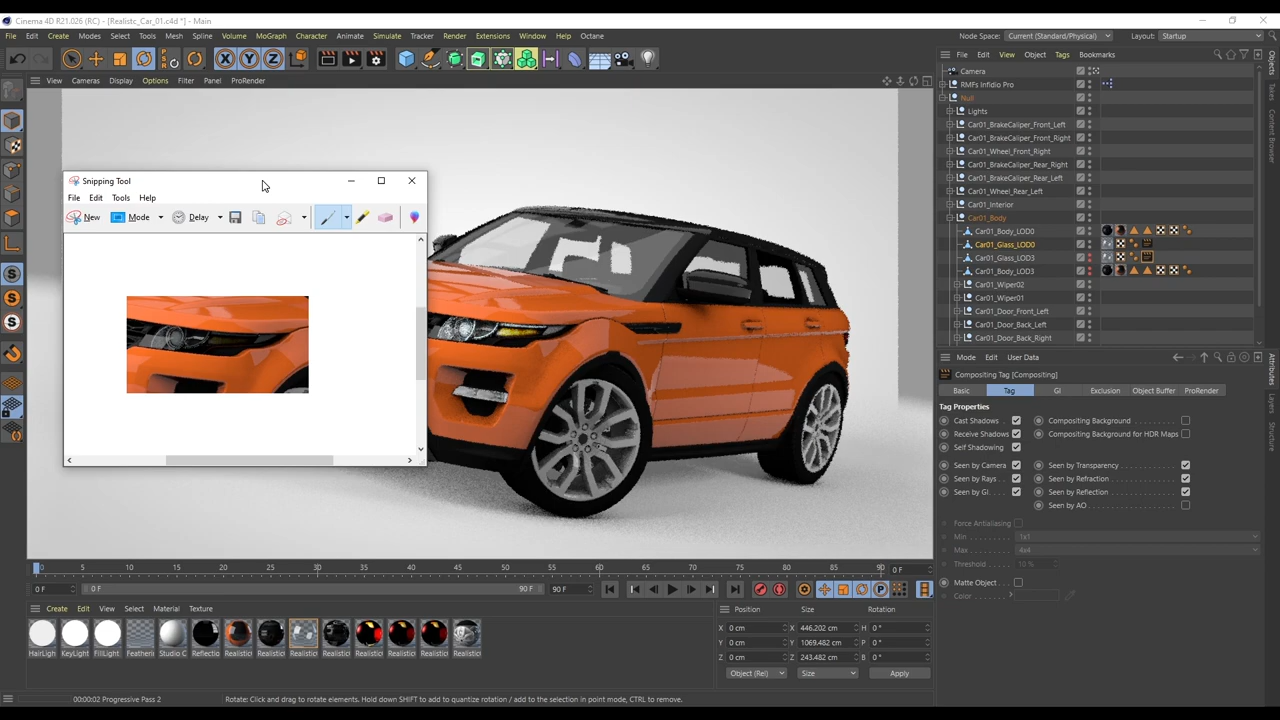 Cinema 4D R21.026 (RC) - [Realistc_Car_01.c4d *] - Main
File Edit Create Modes Select Tools Mesh Spline Volume MoGraph Character Animate Simulate Tracker Render Extensions Window Help Octane
Node Space: Current (Standard/Physical) Layout: Startup
X Y Z
View Cameras Display Options Filter Panel ProRender
File Edit View Object Tags Bookmarks
Camera
RMFs Infidio Pro
Null
Lights
Car01_BrakeCaliper_Front_Left
Car01_BrakeCaliper_Front_Right
Car01_Wheel_Front_Right
Car01_BrakeCaliper_Rear_Right
Car01_BrakeCaliper_Rear_Left
Car01_Wheel_Rear_Left
Car01_Interior
Car01_Body
Car01_Body_LOD0
Car01_Glass_LOD0
Car01_Glass_LOD3
Car01_Body_LOD3
Car01_Wiper02
Car01_Wiper01
Car01_Door_Front_Left
Car01_Door_Back_Left
Car01_Door_Back_Right
Objects
Takes
Content Browser
Attributes
Layers
Structure
Snipping Tool
File Edit Tools Help
New Mode Delay
Mode Edit User Data
Compositing Tag [Compositing]
Basic Tag GI Exclusion Object Buffer ProRender
Tag Properties
Cast Shadows . Compositing Background
Receive Shadows Compositing Background for HDR Maps
Self Shadowing
Seen by Camera Seen by Transparency
Seen by Rays . . Seen by Refraction
Seen by GI. . . . Seen by Reflection
Seen by AO
Force Antialiasing
Min 1x1
Max 4x4
Threshold 10 %
Matte Object
Color
0 5 10 15 20 25 30 35 40 45 50 55 60 65 70 75 80 85 90 0 F
0 F 0 F 90 F 90 F
Create Edit View Select Material Texture
HairLigh KeyLight FillLight Featheri Studio C Reflectio Realistic Realistic Realistic Realistic Realistic Realistic Realistic Realistic
Position Size Rotation
X 0 cm X 446.202 cm H 0 °
Y 0 cm Y 1069.482 cm P 0 °
Z 0 cm Z 243.482 cm B 0 °
Object (Rel) Size Apply
00:00:02 Progressive Pass 2 Rotate: Click and drag to rotate elements. Hold down SHIFT to add to quantize rotation / add to the selection in point mode, CTRL to remove.